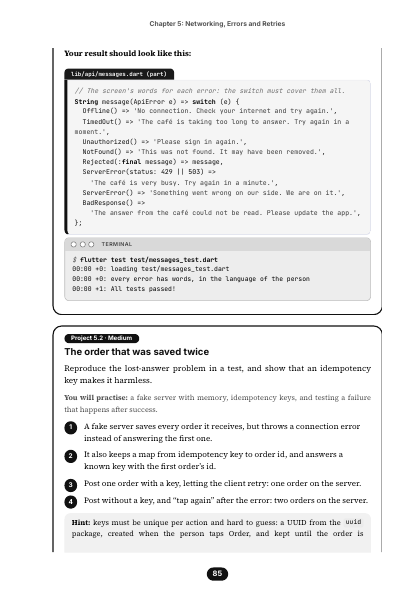 Chapter 5: Networking, Errors and Retries
Your result should look like this:
lib/api/messages.dart (part)
// The screen's words for each error: the switch must cover them all.
String message(ApiError e) => switch (e) {
Offline() => 'No connection. Check your internet and try again.',
TimedOut() => 'The café is taking too long to answer. Try again in a
moment.',
Unauthorized() => 'Please sign in again.',
NotFound() => 'This was not found. It may have been removed.',
Rejected(:final message) => message,
ServerError(status: 429 || 503) =>
'The café is very busy. Try again in a minute.',
ServerError() => 'Something went wrong on our side. We are on it.',
BadResponse() =>
'The answer from the café could not be read. Please update the app.',
};
TERMINAL
$ flutter test test/messages_test.dart
00:00 +0: loading test/messages_test.dart
00:00 +0: every error has words, in the language of the person
00:00 +1: All tests passed!
Project 5.2 · Medium
The order that was saved twice
Reproduce the lost-answer problem in a test, and show that an idempotency
key makes it harmless.
You will practise: a fake server with memory, idempotency keys, and testing a failure
that happens after success.
1 A fake server saves every order it receives, but throws a connection error
instead of answering the first one.
2 It also keeps a map from idempotency key to order id, and answers a
known key with the first order's id.
3 Post one order with a key, letting the client retry: one order on the server.
4 Post without a key, and “tap again” after the error: two orders on the server.
Hint: keys must be unique per action and hard to guess: a UUID from the uuid
package, created when the person taps Order, and kept until the order is
85